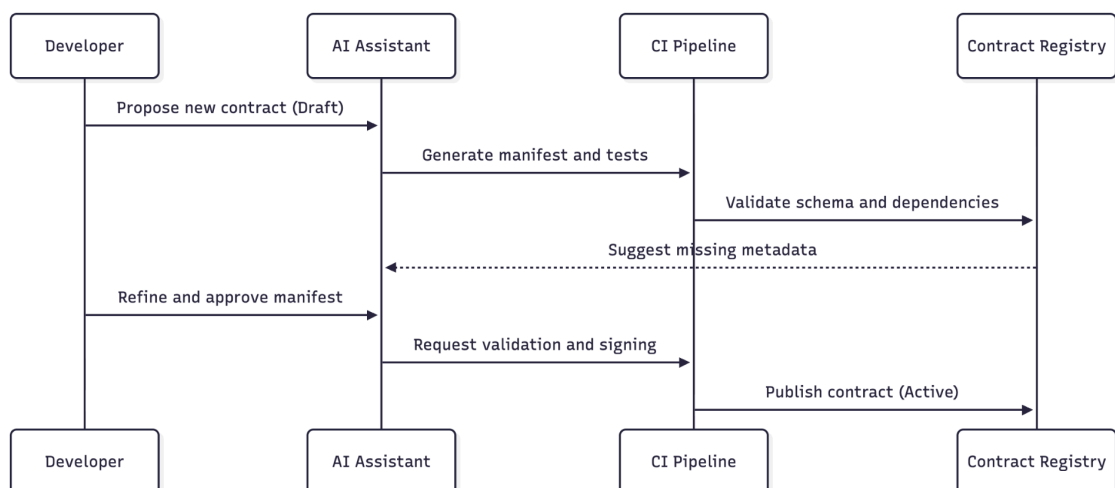 Developer
AI Assistant
CI Pipeline
Contract Registry
Propose new contract (Draft)
Generate manifest and tests
Validate schema and dependencies
Suggest missing metadata
Refine and approve manifest
Request validation and signing
Publish contract (Active)
Developer
AI Assistant
CI Pipeline
Contract Registry